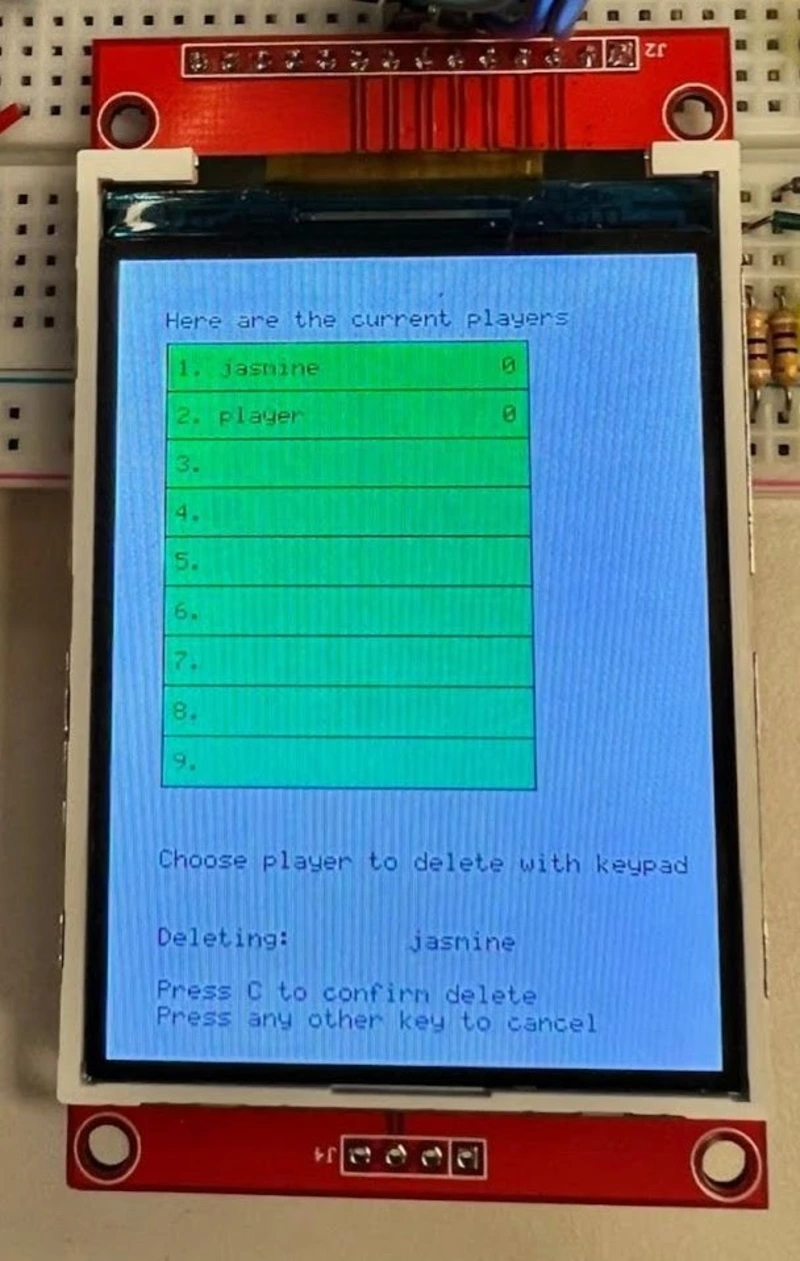 J2
Here are the current players
1. jasmine 0
2. player 0
3.
4.
5.
6.
7.
8.
9.
Choose player to delete with keypad
Deleting: jasmine
Press C to confirm delete
Press any other key to cancel
J4